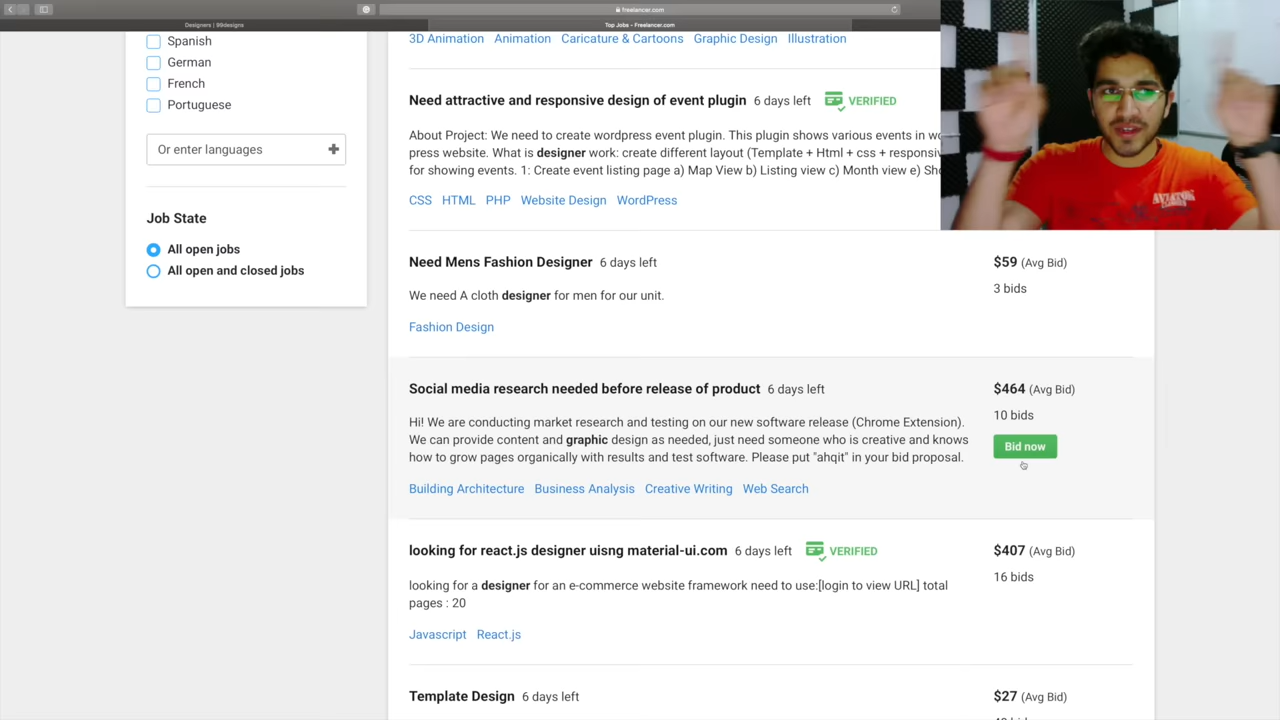 freelancer.com
Designers | 99designs
Top Jobs - Freelancer.com
Spanish
German
French
Portuguese
Or enter languages
Job State
All open jobs
All open and closed jobs
3D Animation Animation Caricature & Cartoons Graphic Design Illustration
Need attractive and responsive design of event plugin 6 days left VERIFIED
About Project: We need to create wordpress event plugin. This plugin shows various events in wo
press website. What is designer work: create different layout (Template + Html + css + responsiv
for showing events. 1: Create event listing page a) Map View b) Listing view c) Month view e) Sho
CSS HTML PHP Website Design WordPress
Need Mens Fashion Designer 6 days left
$59 (Avg Bid)
3 bids
We need A cloth designer for men for our unit.
Fashion Design
Social media research needed before release of product 6 days left
$464 (Avg Bid)
10 bids
Bid now
Hi! We are conducting market research and testing on our new software release (Chrome Extension).
We can provide content and graphic design as needed, just need someone who is creative and knows
how to grow pages organically with results and test software. Please put "ahqit" in your bid proposal.
Building Architecture Business Analysis Creative Writing Web Search
looking for react.js designer uisng material-ui.com 6 days left VERIFIED
$407 (Avg Bid)
16 bids
looking for a designer for an e-commerce website framework need to use:[login to view URL] total
pages : 20
Javascript React.js
Template Design 6 days left
$27 (Avg Bid)
AVIATOR